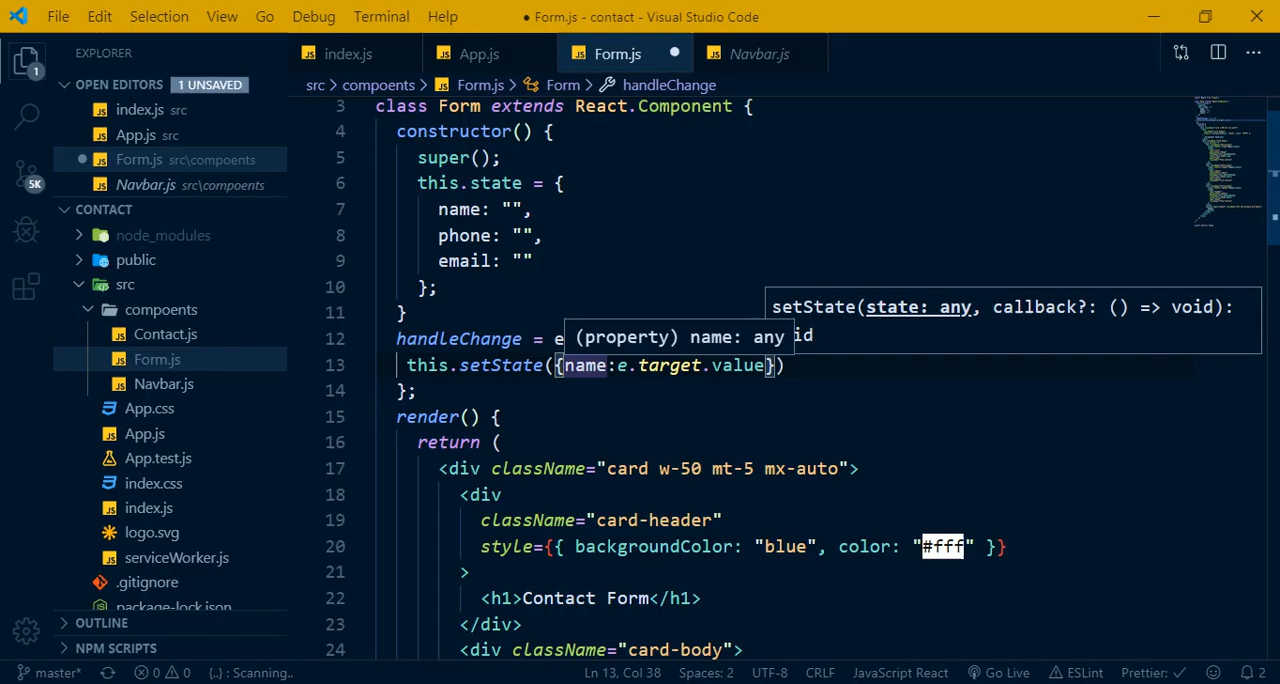 File Edit Selection View Go Debug Terminal Help
● Form.js - contact - Visual Studio Code
EXPLORER
OPEN EDITORS 1 UNSAVED
index.js src
App.js src
Form.js src\compoents
Navbar.js src\compoents
CONTACT
node_modules
public
src
compoents
Contact.js
Form.js
Navbar.js
App.css
App.js
App.test.js
index.css
index.js
logo.svg
serviceWorker.js
.gitignore
package-lock.json
OUTLINE
NPM SCRIPTS
1
5K
index.js App.js Form.js Navbar.js
src > compoents > Form.js > Form > handleChange
3 class Form extends React.Component {
4 constructor() {
5 super();
6 this.state = {
7 name: "",
8 phone: "",
9 email: ""
10 };
11 }
12 handleChange = e
(property) name: any
setState(state: any, callback?: () => void):
id
13 this.setState({name:e.target.value})
14 };
15 render() {
16 return (
17 <div className="card w-50 mt-5 mx-auto">
18 <div
19 className="card-header"
20 style={{ backgroundColor: "blue", color: "#fff" }}
21 >
22 <h1>Contact Form</h1>
23 </div>
24 <div className="card-body">
master* 0 0 {..} : Scanning.. Ln 13, Col 38 Spaces: 2 UTF-8 CRLF JavaScript React Go Live ESLint Prettier: ✓ 2